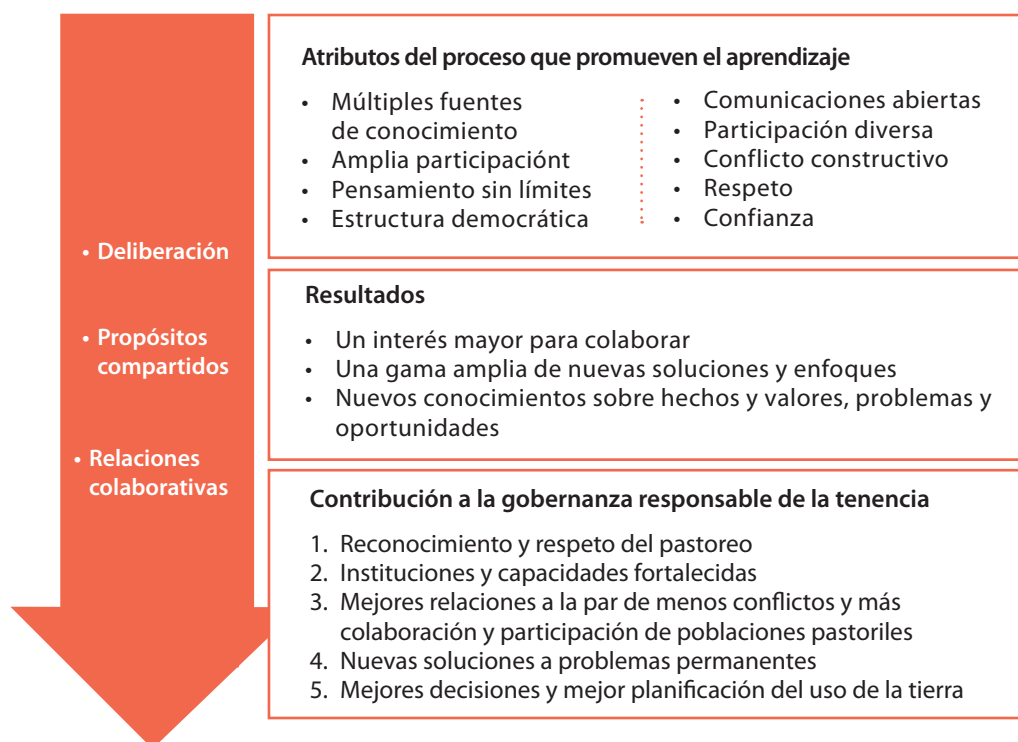 Atributos del proceso que promueven el aprendizaje
• Múltiples fuentes
de conocimiento
• Amplia participaciónt
• Pensamiento sin límites
• Estructura democrática
• Comunicaciones abiertas
• Participación diversa
• Conflicto constructivo
• Respeto
• Confianza
• Deliberación
• Propósitos
compartidos
• Relaciones
colaborativas
Resultados
• Un interés mayor para colaborar
• Una gama amplia de nuevas soluciones y enfoques
• Nuevos conocimientos sobre hechos y valores, problemas y
oportunidades
Contribución a la gobernanza responsable de la tenencia
1. Reconocimiento y respeto del pastoreo
2. Instituciones y capacidades fortalecidas
3. Mejores relaciones a la par de menos conflictos y más
colaboración y participación de poblaciones pastoriles
4. Nuevas soluciones a problemas permanentes
5. Mejores decisiones y mejor planificación del uso de la tierra